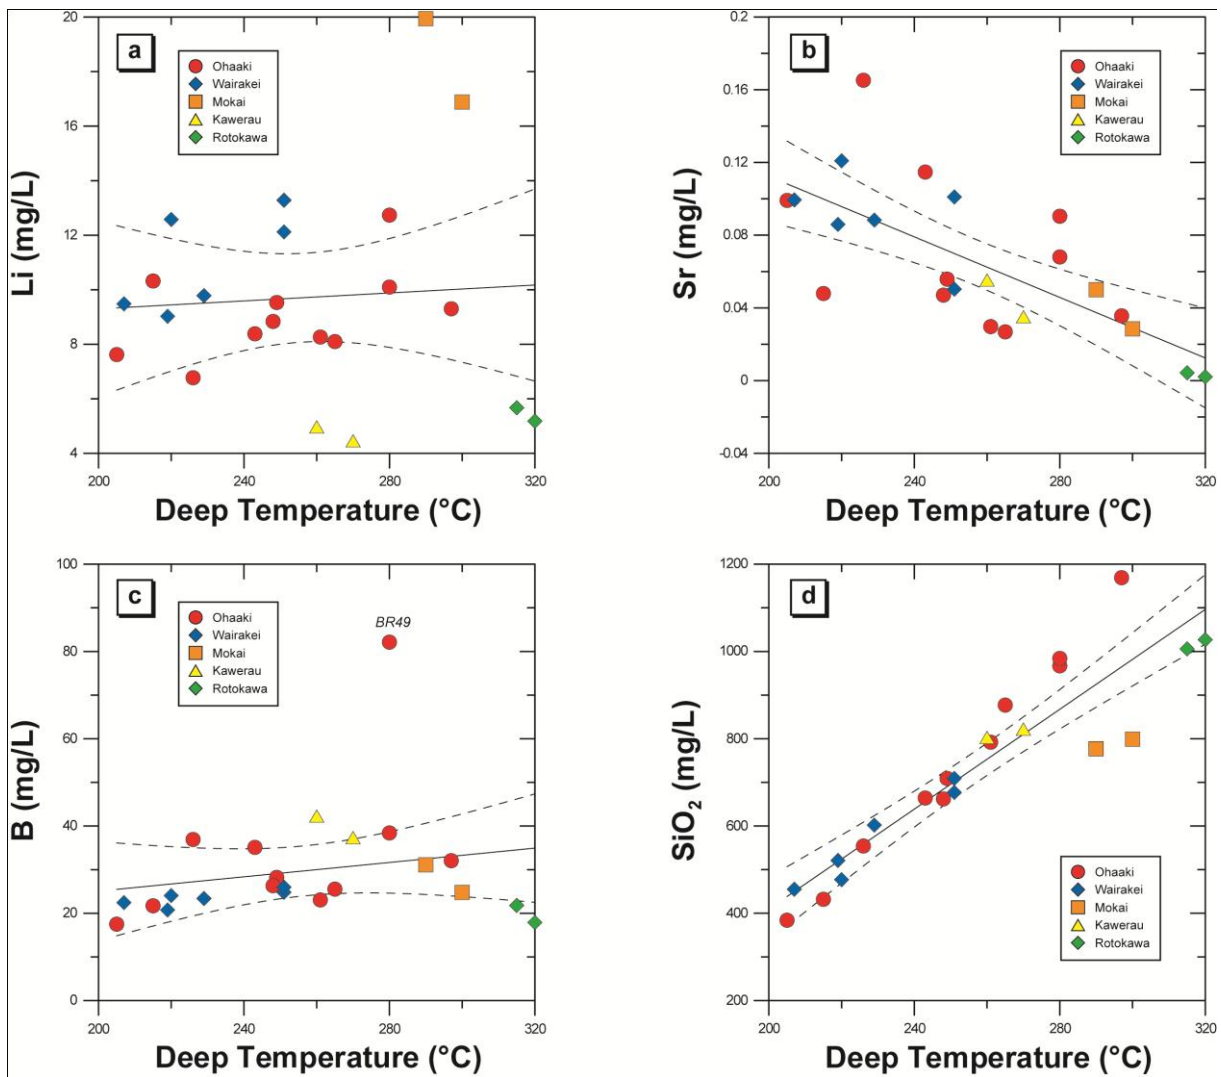 a
Ohaaki
Wairakei
Mokai
Kawerau
Rotokawa
20
16
12
8
4
Li (mg/L)
200
240
280
320
Deep Temperature (°C)
b
Ohaaki
Wairakei
Mokai
Kawerau
Rotokawa
0.2
0.16
0.12
0.08
0.04
0
-0.04
Sr (mg/L)
200
240
280
320
Deep Temperature (°C)
c
Ohaaki
Wairakei
Mokai
Kawerau
Rotokawa
BR49
100
80
60
40
20
0
B (mg/L)
200
240
280
320
Deep Temperature (°C)
d
1200
1000
800
600
400
200
SiO₂ (mg/L)
Ohaaki
Wairakei
Mokai
Kawerau
Rotokawa
200
240
280
320
Deep Temperature (°C)